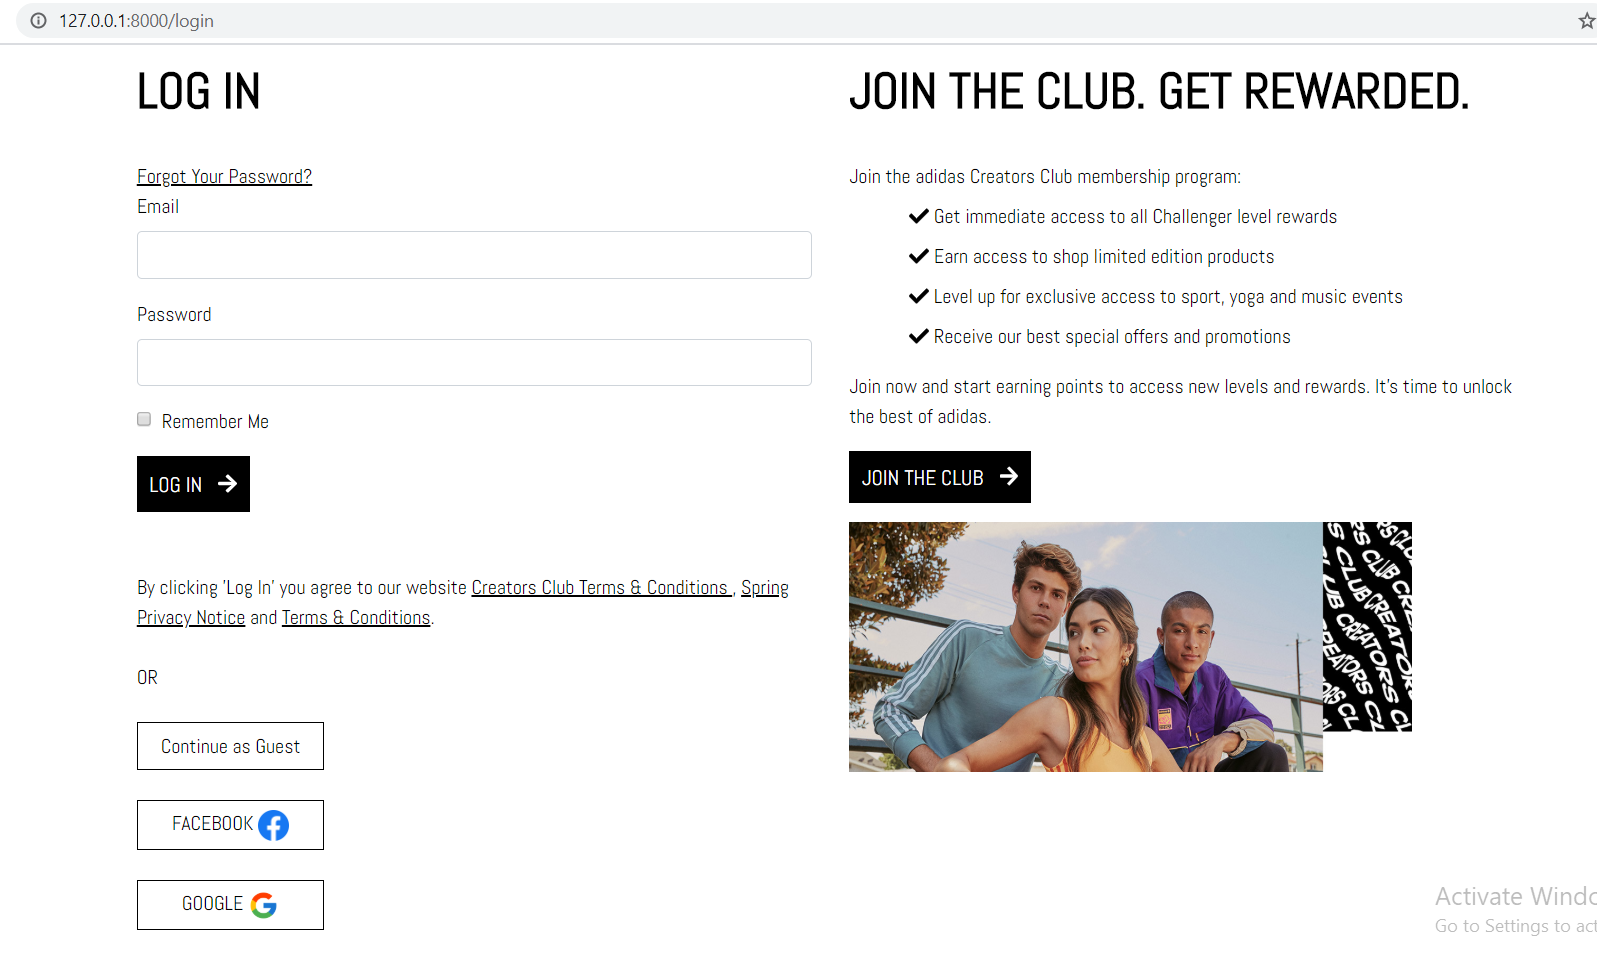 127.0.0.1:8000/login
LOG IN
Forgot Your Password?
Email
Password
Remember Me
LOG IN
By clicking 'Log In' you agree to our website Creators Club Terms & Conditions , Spring
Privacy Notice and Terms & Conditions.
OR
Continue as Guest
FACEBOOK
GOOGLE
JOIN THE CLUB. GET REWARDED.
Join the adidas Creators Club membership program:
Get immediate access to all Challenger level rewards
Earn access to shop limited edition products
Level up for exclusive access to sport, yoga and music events
Receive our best special offers and promotions
Join now and start earning points to access new levels and rewards. It's time to unlock
the best of adidas.
JOIN THE CLUB
CLUB CREATORS
Activate Windo
Go to Settings to act